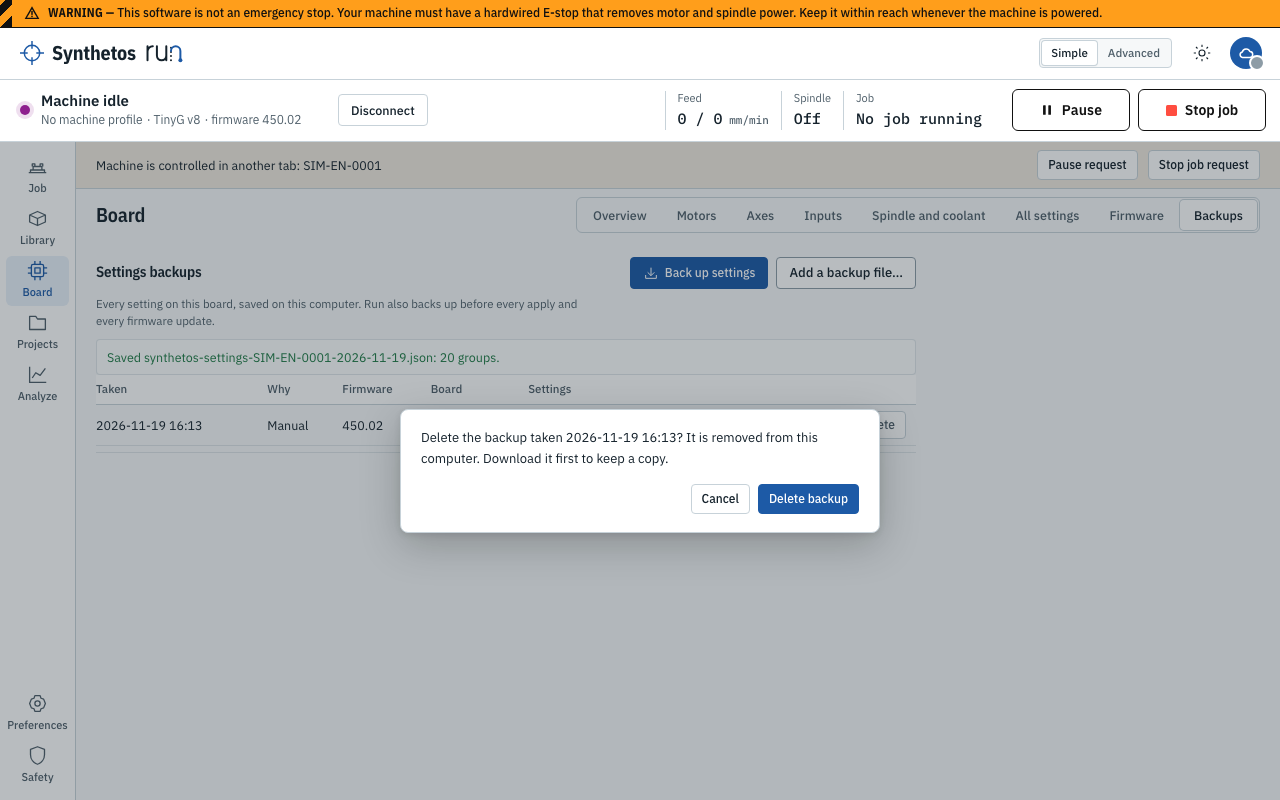 WARNING — This software is not an emergency stop. Your machine must have a hardwired E-stop that removes motor and spindle power. Keep it within reach whenever the machine is powered.
Synthetos run
Simple
Advanced
Machine idle
No machine profile · TinyG v8 · firmware 450.02
Disconnect
Feed
0 / 0 mm/min
Spindle
Off
Job
No job running
Pause
Stop job
Job
Library
Board
Projects
Analyze
Preferences
Safety
Machine is controlled in another tab: SIM-EN-0001
Pause request
Stop job request
Board
Overview
Motors
Axes
Inputs
Spindle and coolant
All settings
Firmware
Backups
Settings backups
Back up settings
Add a backup file...
Every setting on this board, saved on this computer. Run also backs up before every apply and
every firmware update.
Saved synthetos-settings-SIM-EN-0001-2026-11-19.json: 20 groups.
Taken
Why
Firmware
Board
Settings
2026-11-19 16:13
Manual
450.02
Delete the backup taken 2026-11-19 16:13? It is removed from this
computer. Download it first to keep a copy.
Cancel
Delete backup